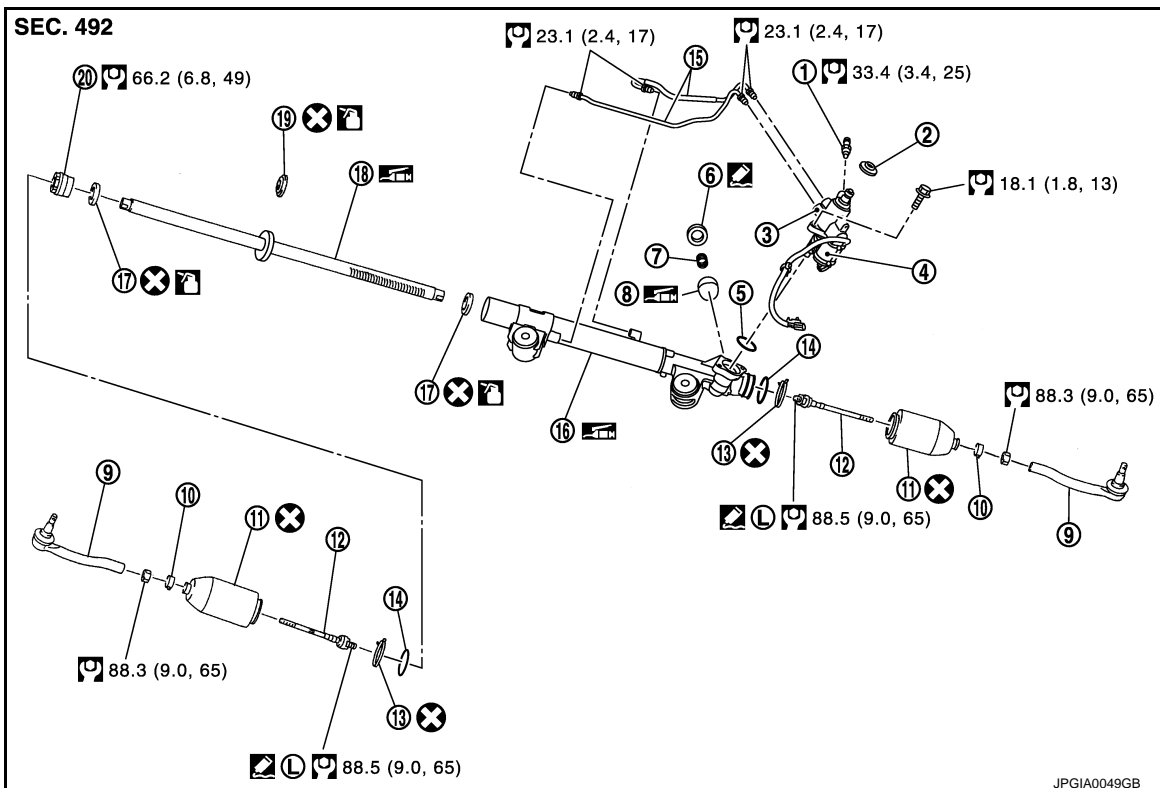 SEC. 492
23.1 (2.4, 17)
23.1 (2.4, 17)
20 66.2 (6.8, 49)
15
1 33.4 (3.4, 25)
19
2
18
6
18.1 (1.8, 13)
3
7
17
4
8
5
14
17
88.3 (9.0, 65)
16
13
12
9
11
10
10
11
L 88.5 (9.0, 65)
9
12
14
88.3 (9.0, 65)
13
L 88.5 (9.0, 65)
JPGIA0049GB